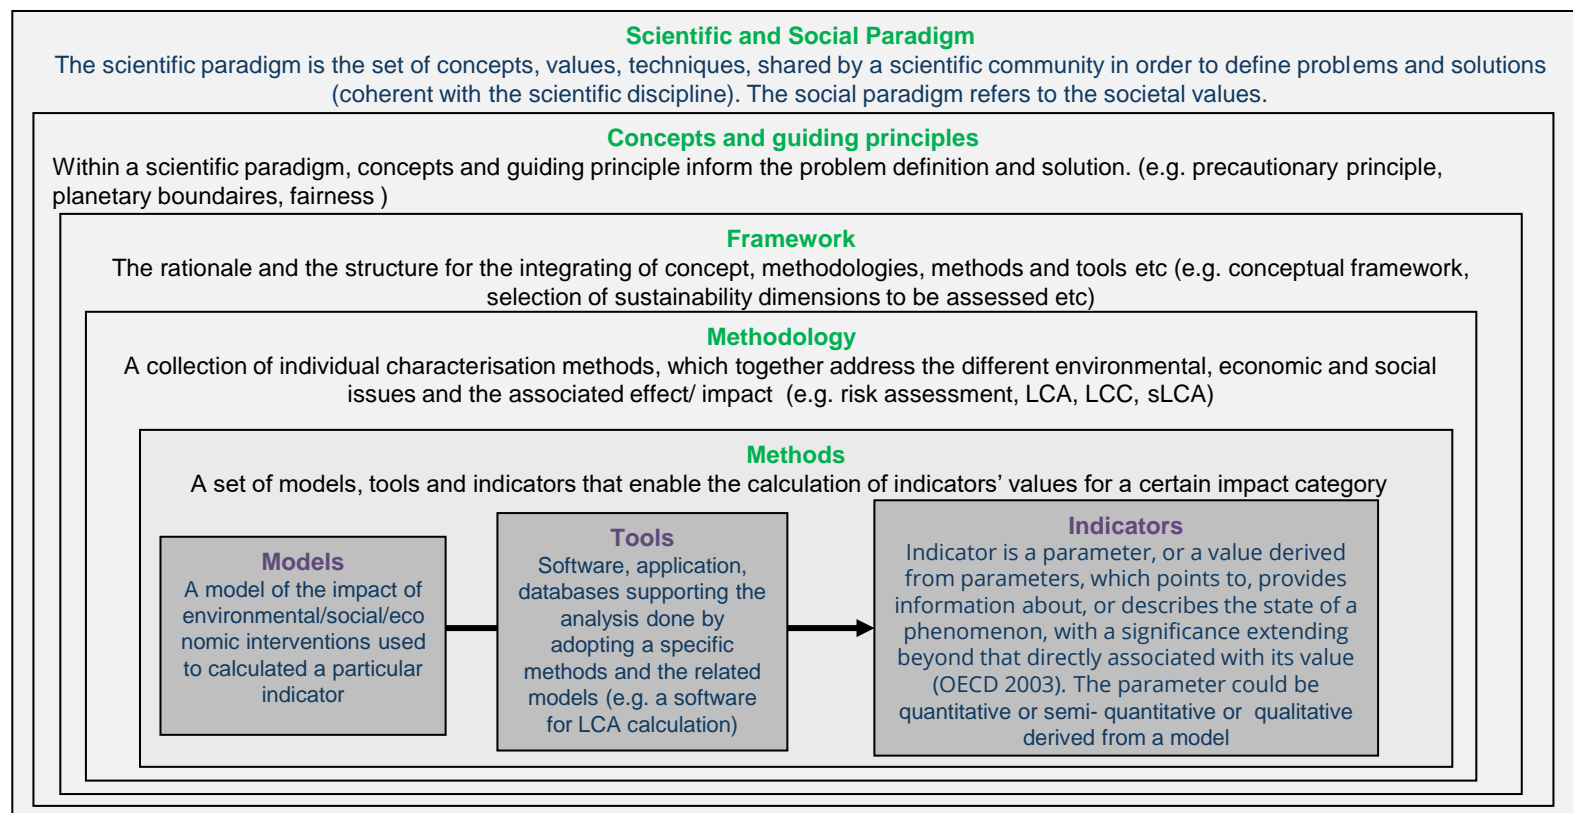 Scientific and Social Paradigm
The scientific paradigm is the set of concepts, values, techniques, shared by a scientific community in order to define problems and solutions
(coherent with the scientific discipline). The social paradigm refers to the societal values.
Concepts and guiding principles
Within a scientific paradigm, concepts and guiding principle inform the problem definition and solution. (e.g. precautionary principle,
planetary boundaires, fairness )
Framework
The rationale and the structure for the integrating of concept, methodologies, methods and tools etc (e.g. conceptual framework,
selection of sustainability dimensions to be assessed etc)
Methodology
A collection of individual characterisation methods, which together address the different environmental, economic and social
issues and the associated effect/ impact (e.g. risk assessment, LCA, LCC, sLCA)
Methods
A set of models, tools and indicators that enable the calculation of indicators’ values for a certain impact category
Models
A model of the impact of
environmental/social/eco
nomic interventions used
to calculated a particular
indicator
Tools
Software, application,
databases supporting the
analysis done by
adopting a specific
methods and the related
models (e.g. a software
for LCA calculation)
Indicators
Indicator is a parameter, or a value derived
from parameters, which points to, provides
information about, or describes the state of a
phenomenon, with a significance extending
beyond that directly associated with its value
(OECD 2003). The parameter could be
quantitative or semi- quantitative or qualitative
derived from a model